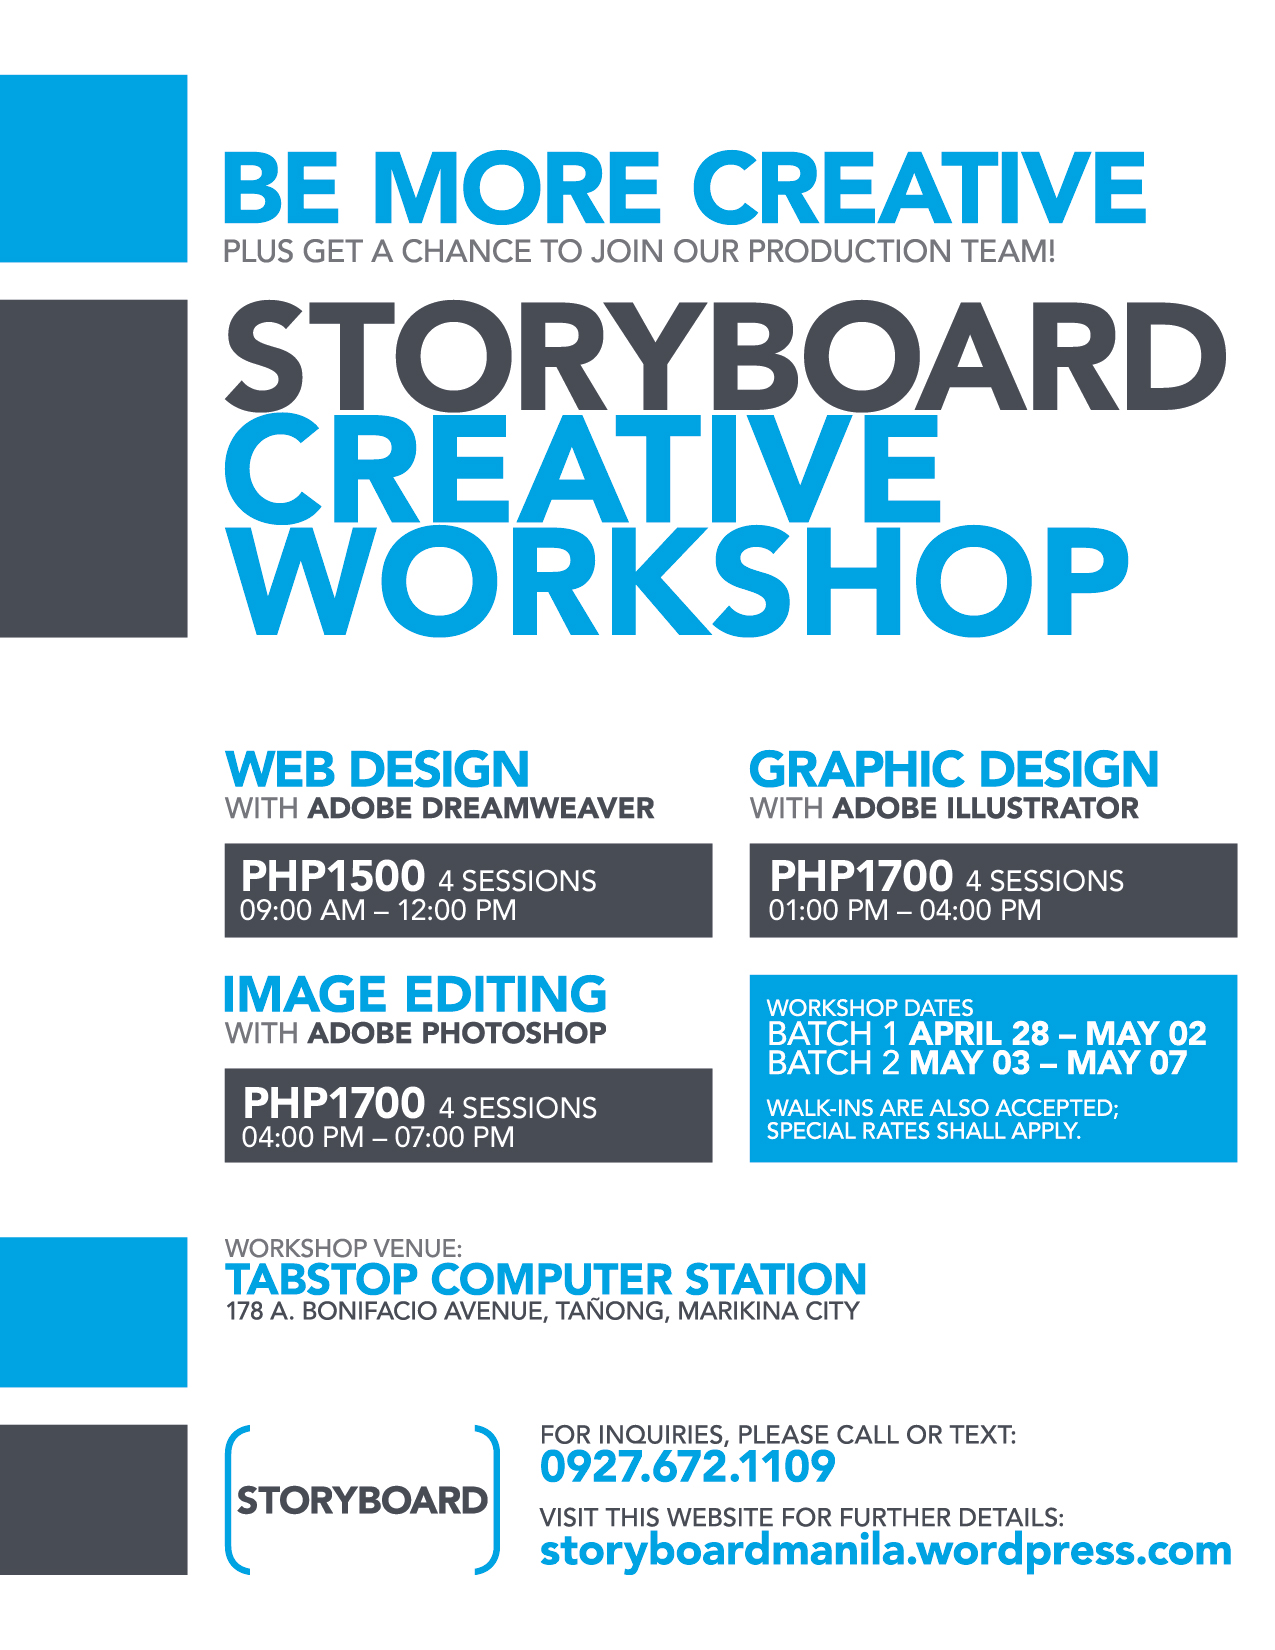 BE MORE CREATIVE
PLUS GET A CHANCE TO JOIN OUR PRODUCTION TEAM!
STORYBOARD
CREATIVE
WORKSHOP
WEB DESIGN
WITH ADOBE DREAMWEAVER
PHP1500 4 SESSIONS
09:00 AM – 12:00 PM
GRAPHIC DESIGN
WITH ADOBE ILLUSTRATOR
PHP1700 4 SESSIONS
01:00 PM – 04:00 PM
IMAGE EDITING
WITH ADOBE PHOTOSHOP
PHP1700 4 SESSIONS
04:00 PM – 07:00 PM
WORKSHOP DATES
BATCH 1 APRIL 28 – MAY 02
BATCH 2 MAY 03 – MAY 07
WALK-INS ARE ALSO ACCEPTED;
SPECIAL RATES SHALL APPLY.
WORKSHOP VENUE:
TABSTOP COMPUTER STATION
178 A. BONIFACIO AVENUE, TAÑONG, MARIKINA CITY
STORYBOARD
FOR INQUIRIES, PLEASE CALL OR TEXT:
0927.672.1109
VISIT THIS WEBSITE FOR FURTHER DETAILS:
storyboardmanila.wordpress.com